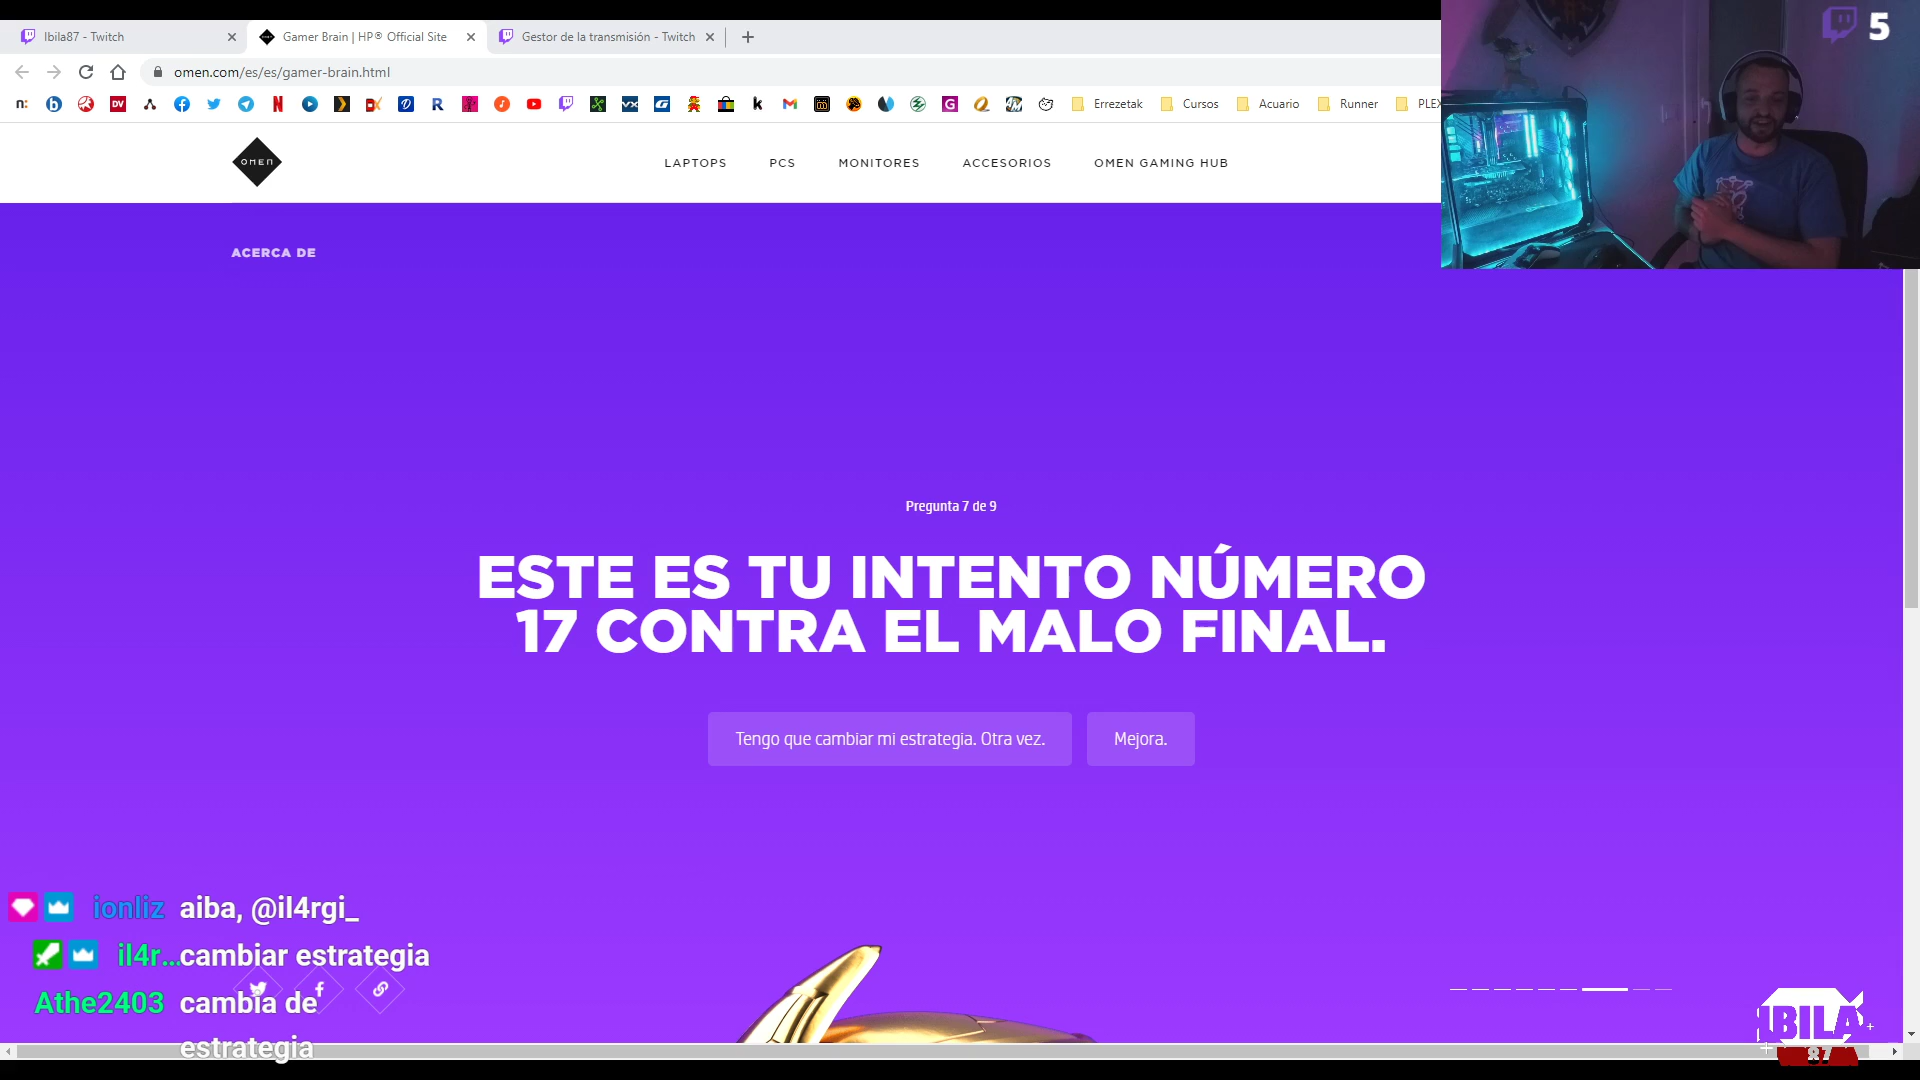 Ibila87 - Twitch
Gamer Brain | HP® Official Site
Gestor de la transmisión - Twitch
5
omen.com/es/es/gamer-brain.html
n:
b
DV
N
R
VX
G
k
G
Errezetak
Cursos
Acuario
Runner
PLEX
OMEN
LAPTOPS
PCS
MONITORES
ACCESORIOS
OMEN GAMING HUB
ACERCA DE
Pregunta 7 de 9
ESTE ES TU INTENTO NÚMERO
17 CONTRA EL MALO FINAL.
Tengo que cambiar mi estrategia. Otra vez.
Mejora.
ionliz aiba, @il4rgi_
il4r... cambiar estrategia
Athe2403 cambia de
estrategia
IBILA
87